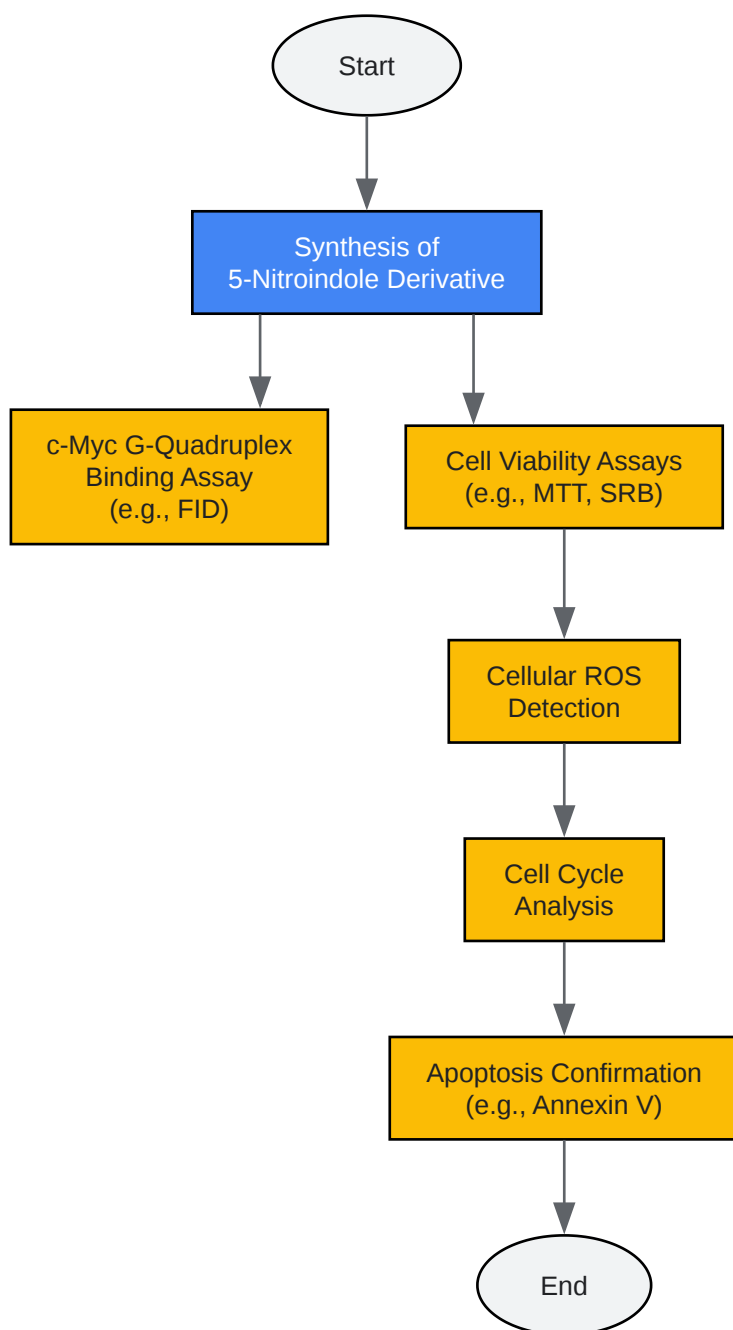 Start
Synthesis of
5-Nitroindole Derivative
c-Myc G-Quadruplex
Binding Assay
(e.g., FID)
Cell Viability Assays
(e.g., MTT, SRB)
Cellular ROS
Detection
Cell Cycle
Analysis
Apoptosis Confirmation
(e.g., Annexin V)
End